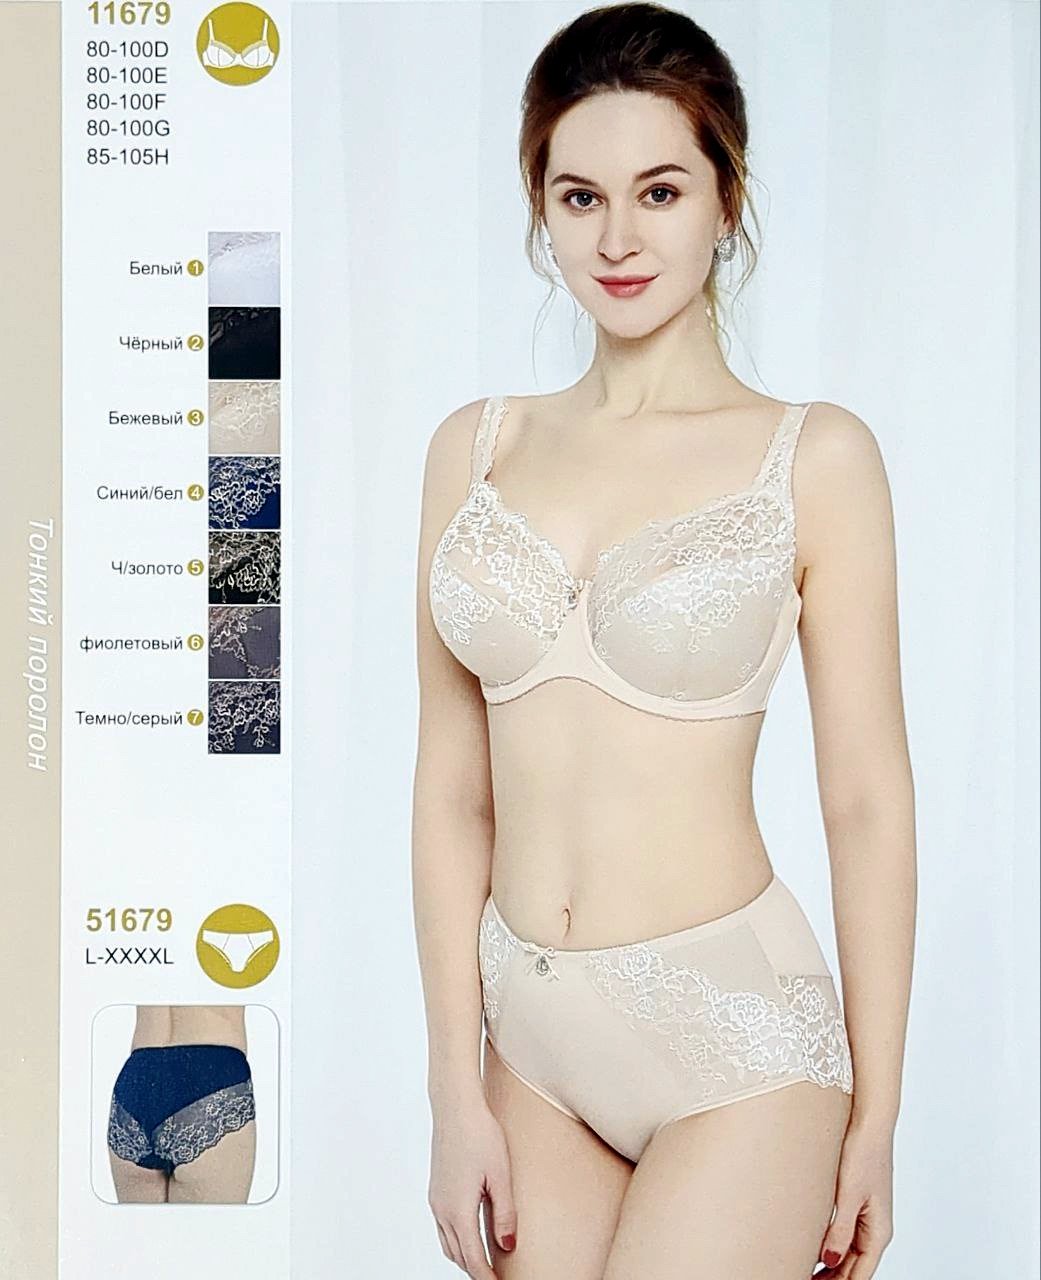 11679
80-100D
80-100E
80-100F
80-100G
85-105H
Белый 1
Чёрный 2
Бежевый 3
Синий/бел 4
Ч/золото 5
фиолетовый 6
Темно/серый 7
Тонкий поролон
51679
L-XXXXL